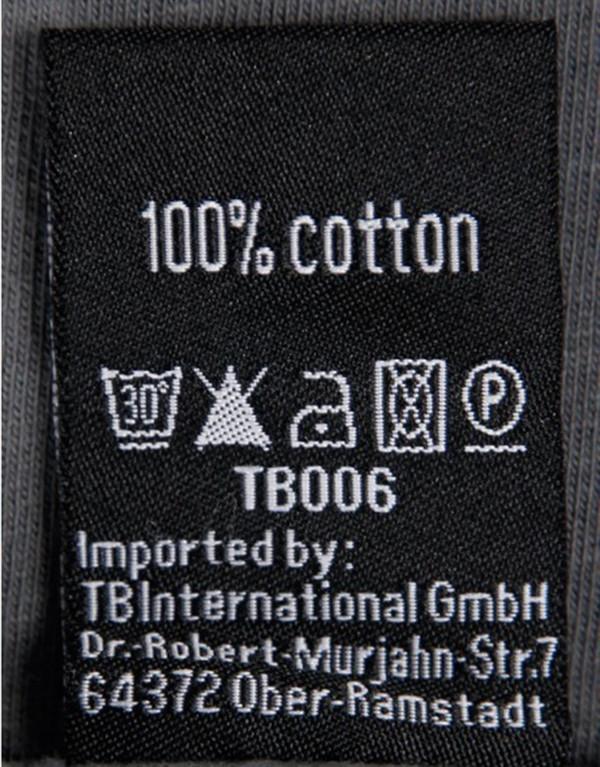 100% cotton
30°
P
TB006
Imported by:
TBInternational GmbH
Dr.-Robert-Murjahn-Str.7
64372 Ober-Ramstadt